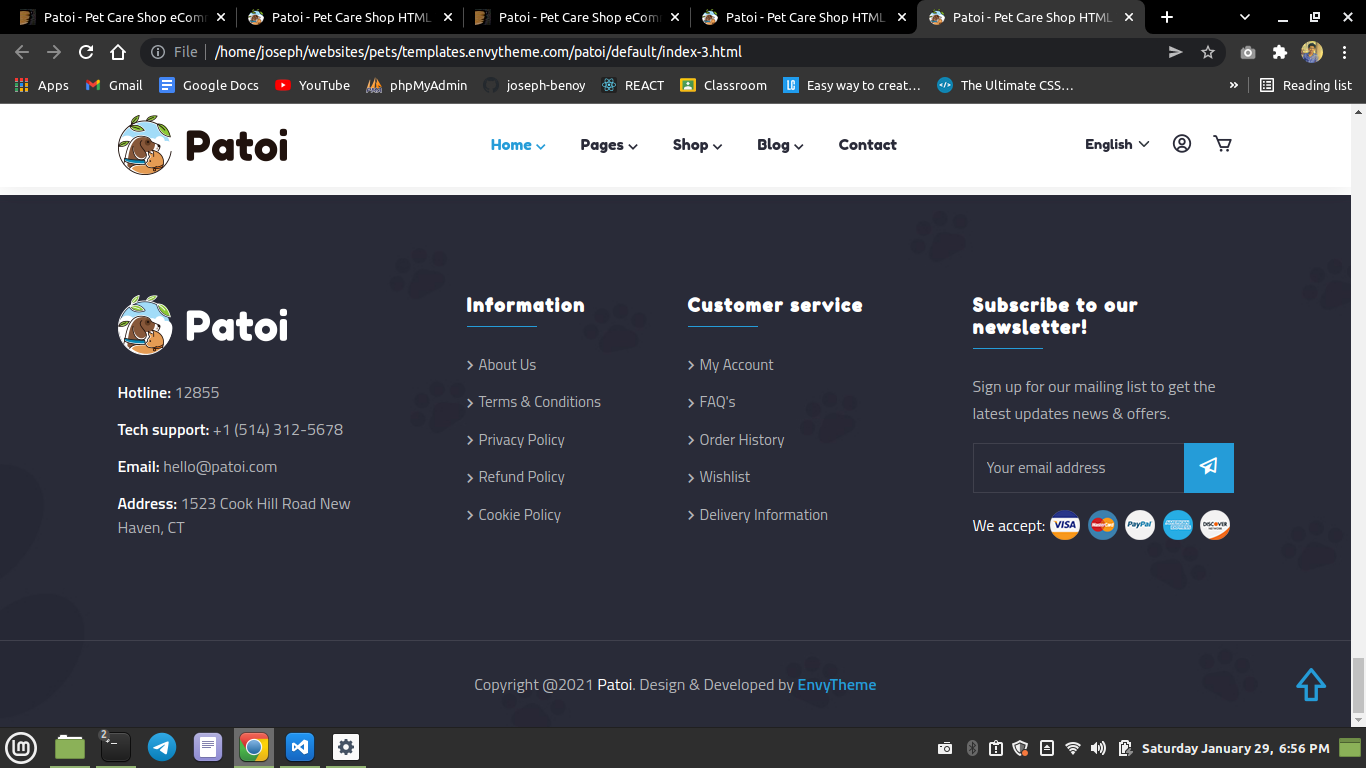 Patoi - Pet Care Shop eCom
Patoi - Pet Care Shop HTML
Patoi - Pet Care Shop eCom
Patoi - Pet Care Shop HTML
Patoi - Pet Care Shop HTML
File /home/joseph/websites/pets/templates.envytheme.com/patoi/default/index-3.html
Apps Gmail Google Docs YouTube phpMyAdmin joseph-benoy REACT Classroom LG Easy way to creat… The Ultimate CSS… » Reading list
Patoi Home Pages Shop Blog Contact English
Patoi
Hotline: 12855
Tech support: +1 (514) 312-5678
Email: hello@patoi.com
Address: 1523 Cook Hill Road New
Haven, CT
Information
About Us
Terms & Conditions
Privacy Policy
Refund Policy
Cookie Policy
Customer service
My Account
FAQ's
Order History
Wishlist
Delivery Information
Subscribe to our
newsletter!
Sign up for our mailing list to get the
latest updates news & offers.
Your email address
We accept: VISA MasterCard PayPal DISCOVER
Copyright @2021 Patoi. Design & Developed by EnvyTheme
2
Saturday January 29, 6:56 PM